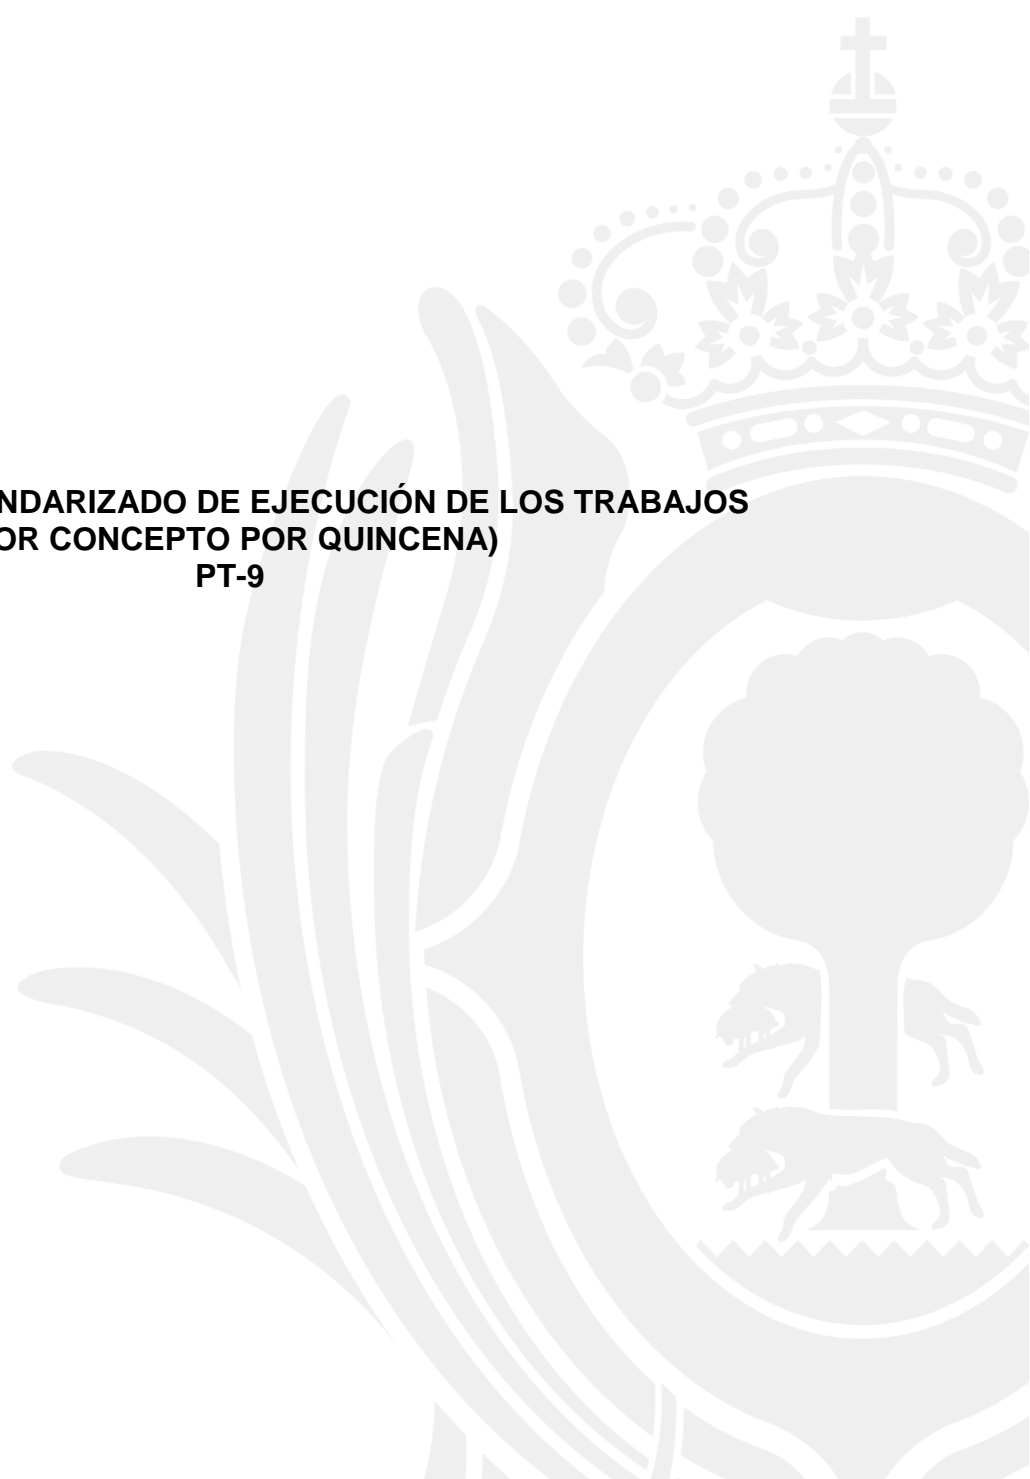 NDARIZADO DE EJECUCIÓN DE LOS TRABAJOS
OR CONCEPTO POR QUINCENA)
PT-9